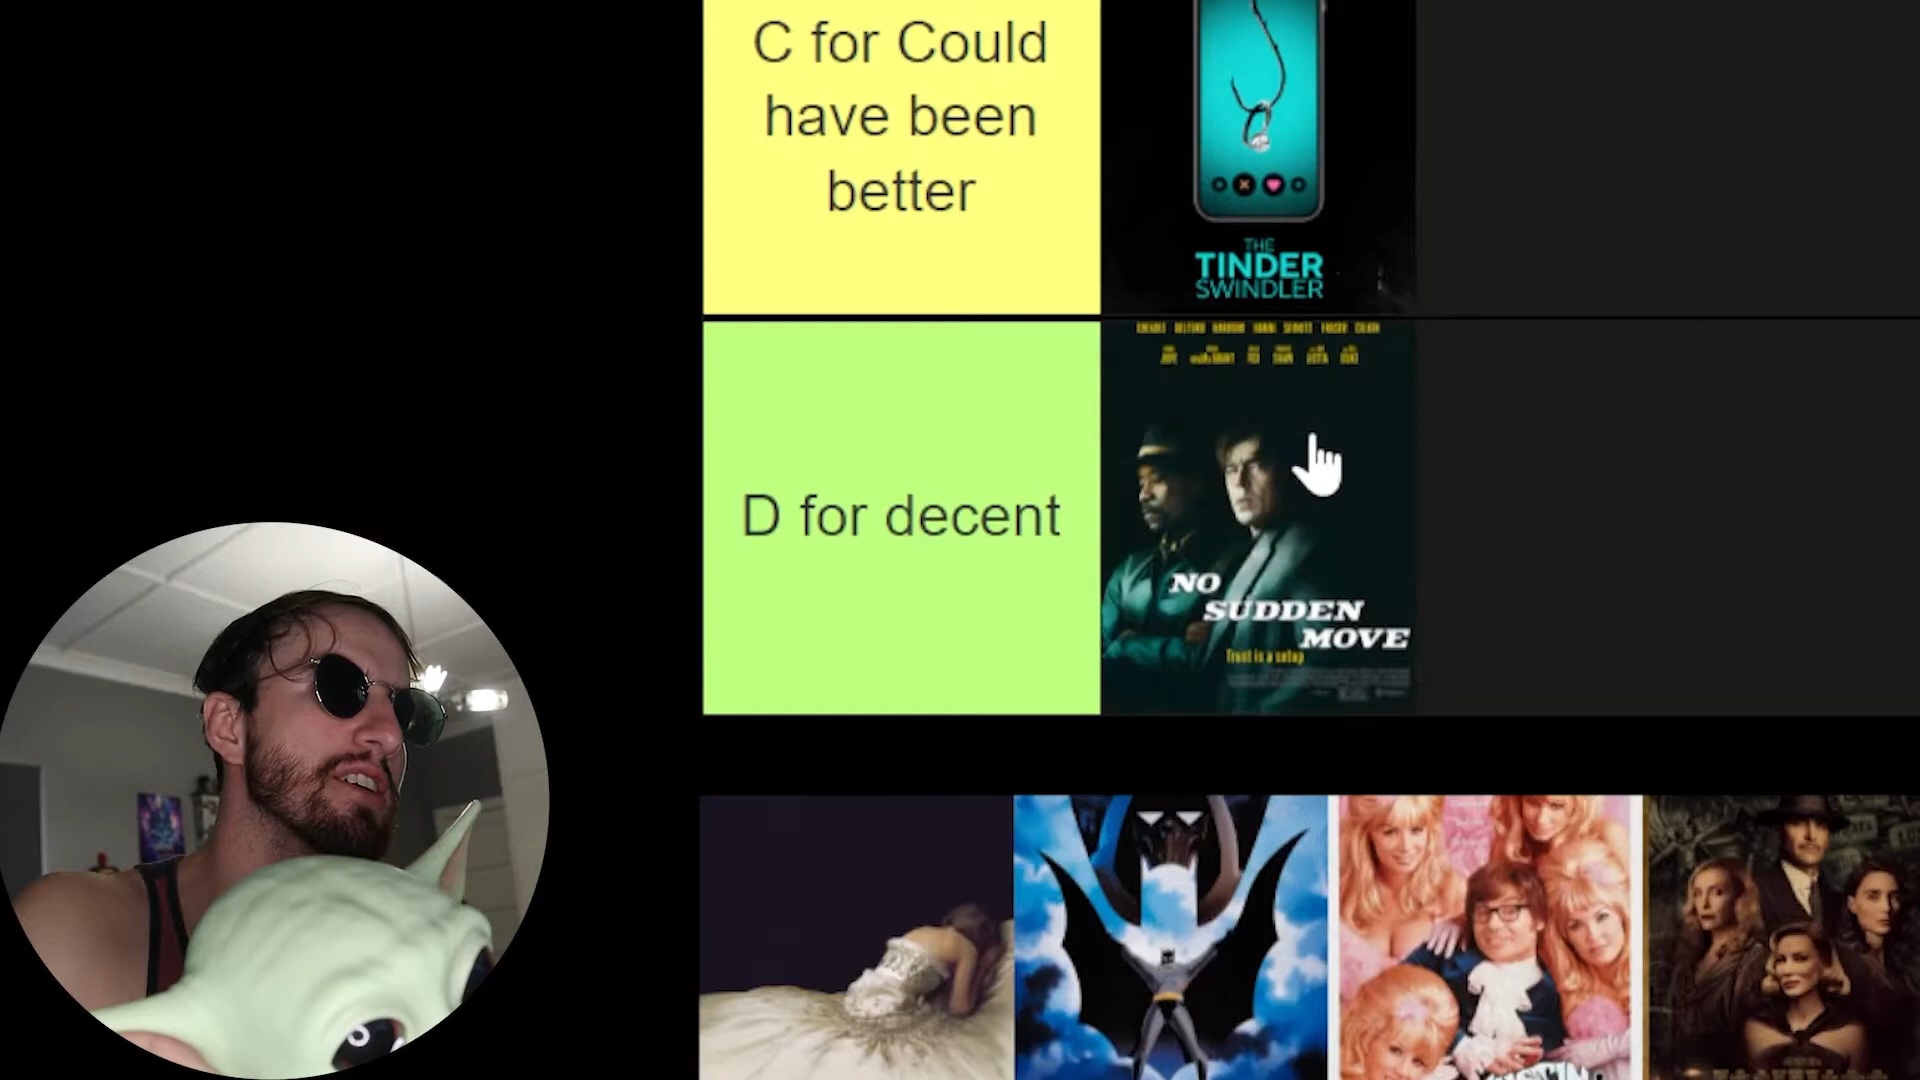 C for Could
have been
better
THE
TINDER
SWINDLER
D for decent
NO
SUDDEN
MOVE
Trust is a setup